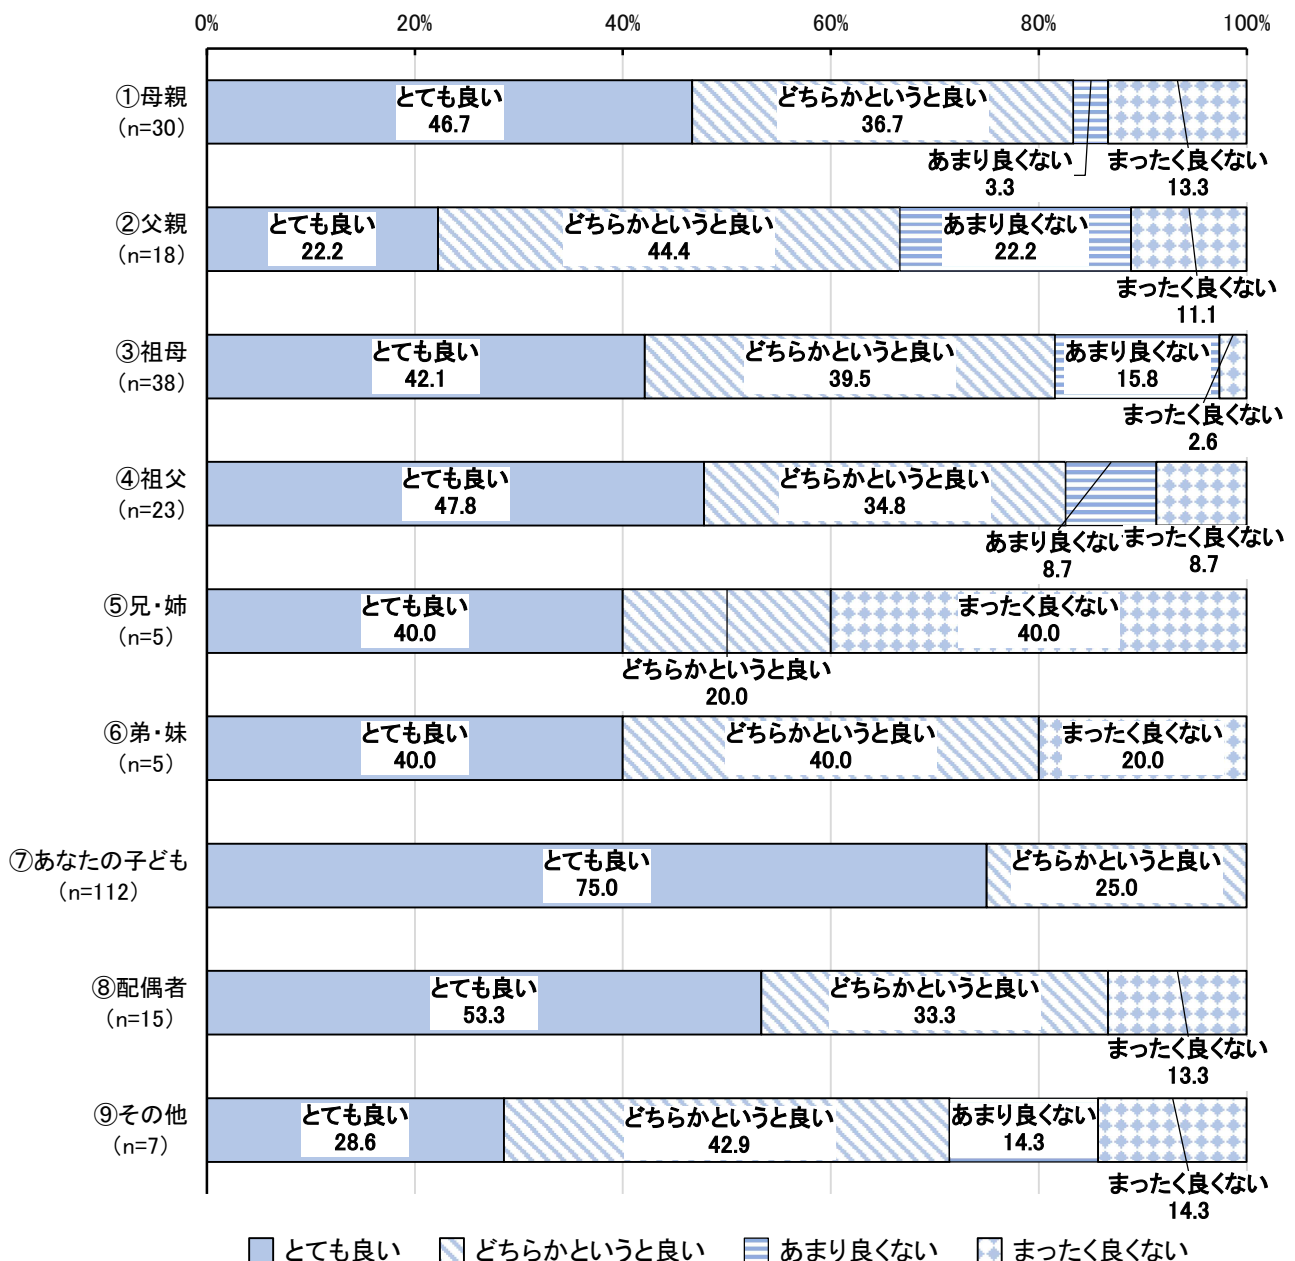 0% 20% 40% 60% 80% 100%
①母親
（n=30）
とても良い
46.7
どちらかというと良い
36.7
あまり良くない
3.3
まったく良くない
13.3
②父親
（n=18）
とても良い
22.2
どちらかというと良い
44.4
あまり良くない
22.2
まったく良くない
11.1
③祖母
（n=38）
とても良い
42.1
どちらかというと良い
39.5
あまり良くない
15.8
まったく良くない
2.6
④祖父
（n=23）
とても良い
47.8
どちらかというと良い
34.8
あまり良くない
8.7
まったく良くない
8.7
⑤兄・姉
（n=5）
とても良い
40.0
どちらかというと良い
20.0
まったく良くない
40.0
⑥弟・妹
（n=5）
とても良い
40.0
どちらかというと良い
40.0
まったく良くない
20.0
⑦あなたの子ども
（n=112）
とても良い
75.0
どちらかというと良い
25.0
⑧配偶者
（n=15）
とても良い
53.3
どちらかというと良い
33.3
まったく良くない
13.3
⑨その他
（n=7）
とても良い
28.6
どちらかというと良い
42.9
あまり良くない
14.3
まったく良くない
14.3
とても良い どちらかというと良い あまり良くない まったく良くない